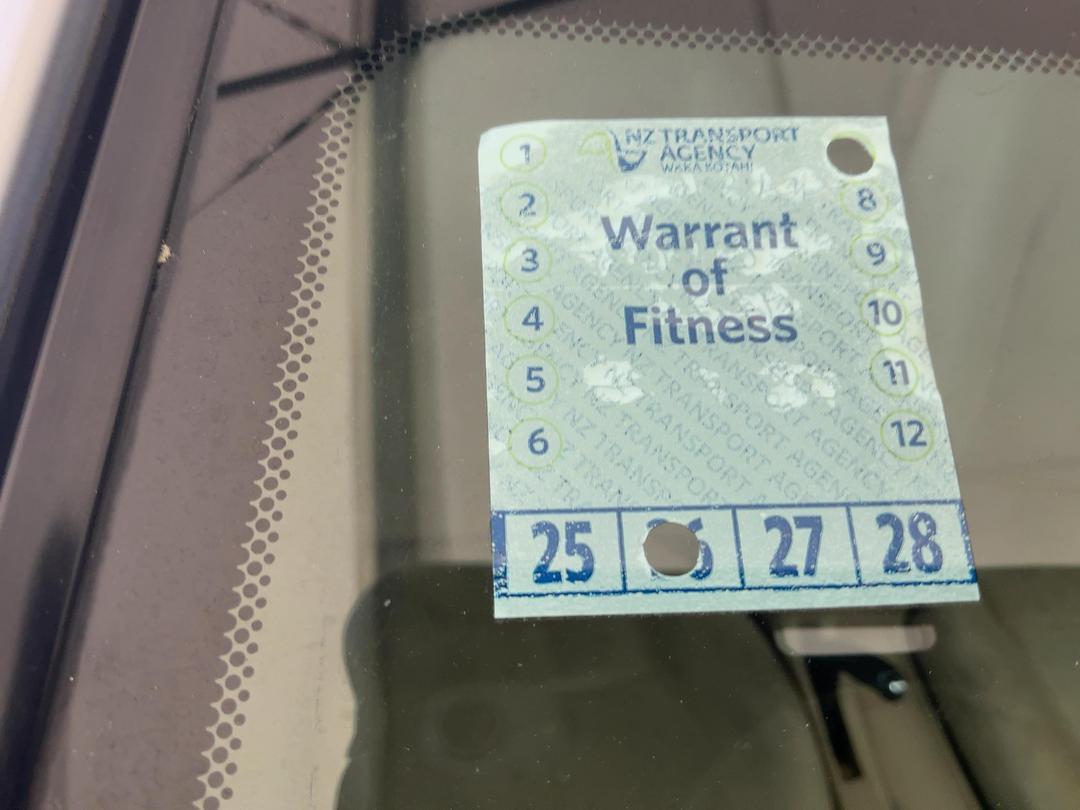 NZ TRANSPORT
AGENCY
WAKA KOTAHI
Warrant
of
Fitness
1
2
3
4
5
6
8
9
10
11
12
25 26 27 28